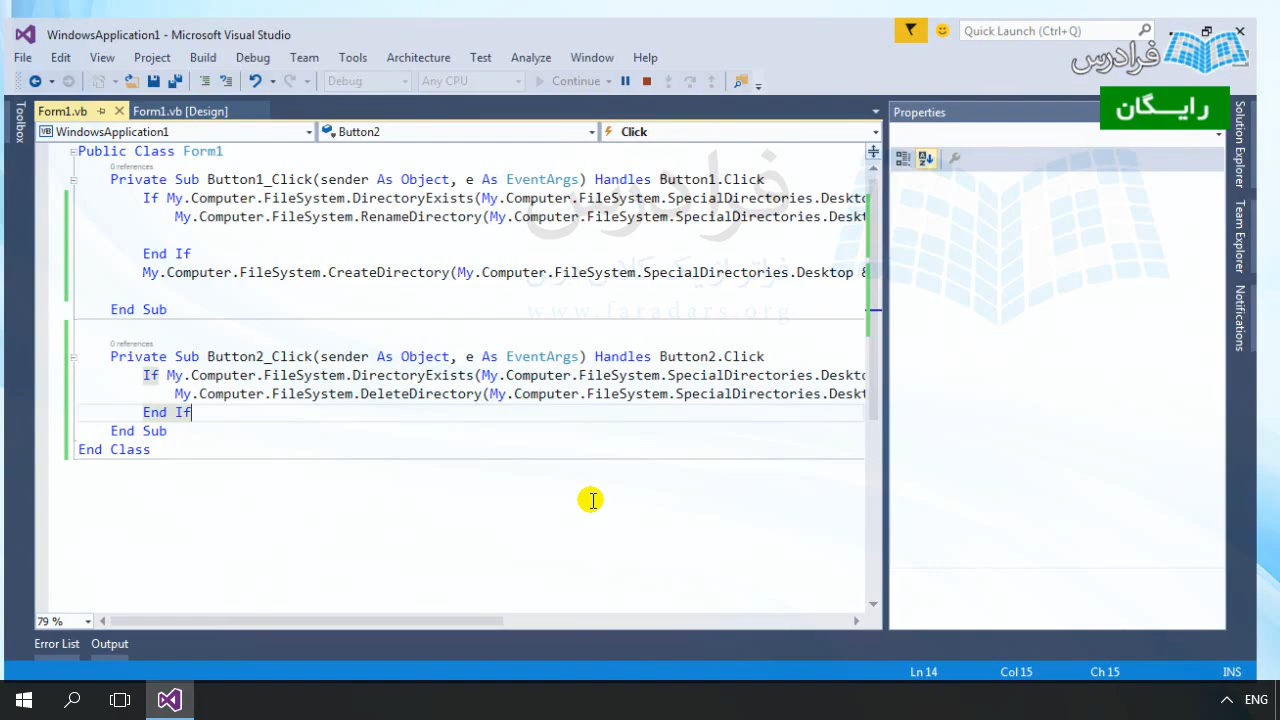 WindowsApplication1 - Microsoft Visual Studio
Quick Launch (Ctrl+Q)
فرادرس
File Edit View Project Build Debug Team Tools Architecture Test Analyze Window Help
Debug Any CPU Continue
رایگان
Form1.vb Form1.vb [Design]
Properties
Toolbox
WindowsApplication1 Button2 Click
Public Class Form1
0 references
Private Sub Button1_Click(sender As Object, e As EventArgs) Handles Button1.Click
If My.Computer.FileSystem.DirectoryExists(My.Computer.FileSystem.SpecialDirectories.Deskto
My.Computer.FileSystem.RenameDirectory(My.Computer.FileSystem.SpecialDirectories.Deskt
End If
My.Computer.FileSystem.CreateDirectory(My.Computer.FileSystem.SpecialDirectories.Desktop &
End Sub
0 references
Private Sub Button2_Click(sender As Object, e As EventArgs) Handles Button2.Click
If My.Computer.FileSystem.DirectoryExists(My.Computer.FileSystem.SpecialDirectories.Deskto
My.Computer.FileSystem.DeleteDirectory(My.Computer.FileSystem.SpecialDirectories.Deskt
End If
End Sub
End Class
فرادرس
www.faradars.org
Solution Explorer
Team Explorer
Notifications
79 %
Error List Output
Ln 14 Col 15 Ch 15 INS
ENG